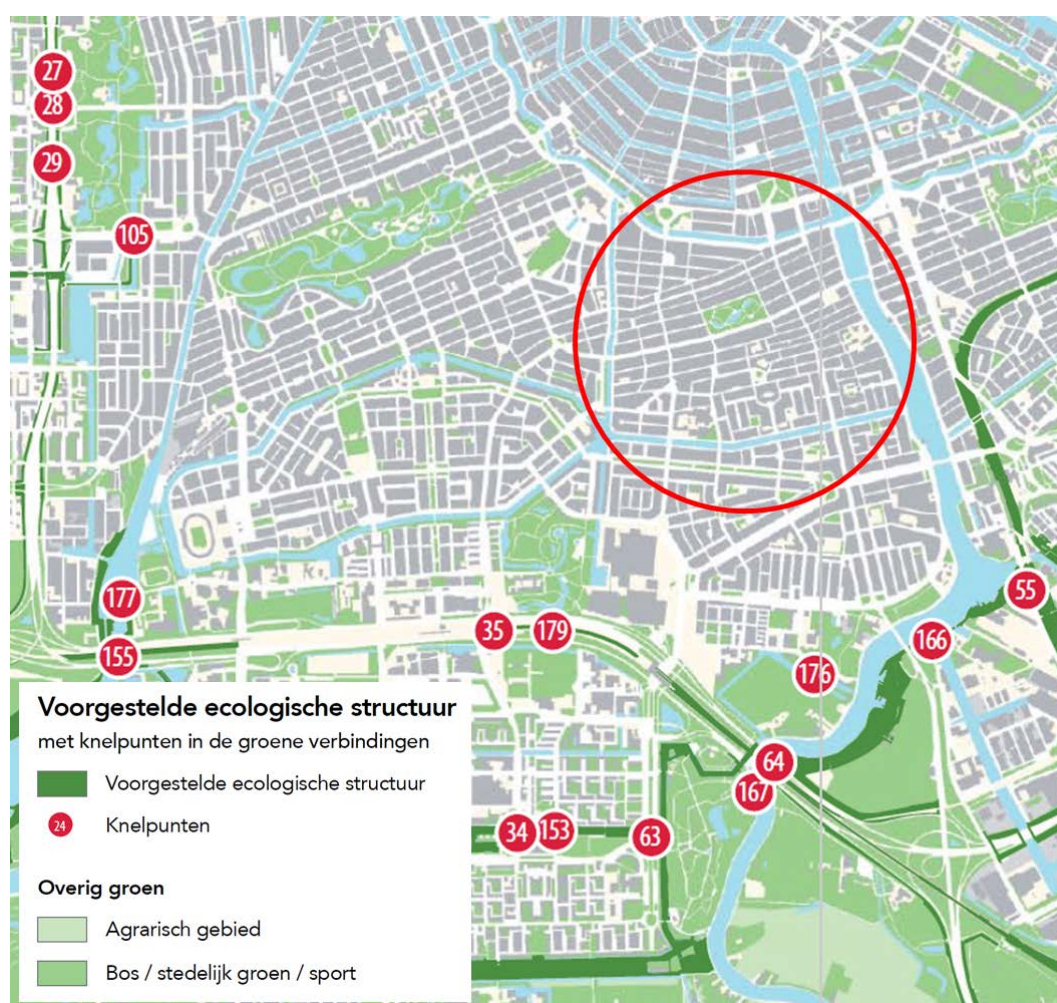 27
28
29
105
177
155
35
179
176
55
166
64
167
34
153
63
Voorgestelde ecologische structuur
met knelpunten in de groene verbindingen
Voorgestelde ecologische structuur
24 Knelpunten
Overig groen
Agrarisch gebied
Bos / stedelijk groen / sport